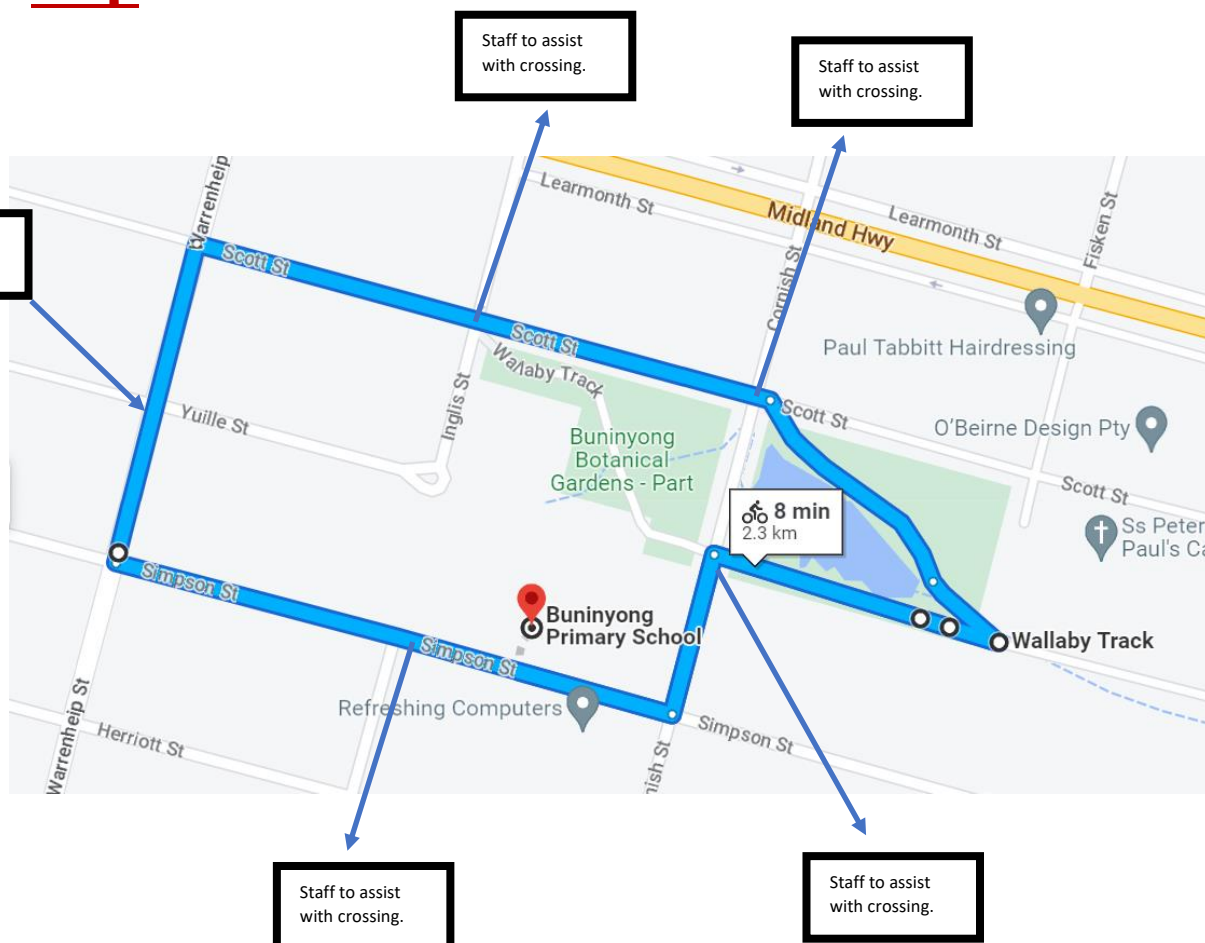 Staff to assist
with crossing.
Staff to assist
with crossing.
Warrenheip
Learmonth St
Midland Hwy
Learmonth St
Fisken St
Scott St
Cornish St
Scott St
Paul Tabbitt Hairdressing
Wallaby Track
Scott St
Yuille St
Inglis St
O'Beirne Design Pty
Buninyong
Botanical
Gardens - Part
Scott St
8 min
2.3 km
Ss Peter
Paul's Ca
Simpson St
Buninyong
Primary School
Wallaby Track
Simpson St
Refreshing Computers
Simpson St
Warrenheip St
Herriott St
nish St
Staff to assist
with crossing.
Staff to assist
with crossing.